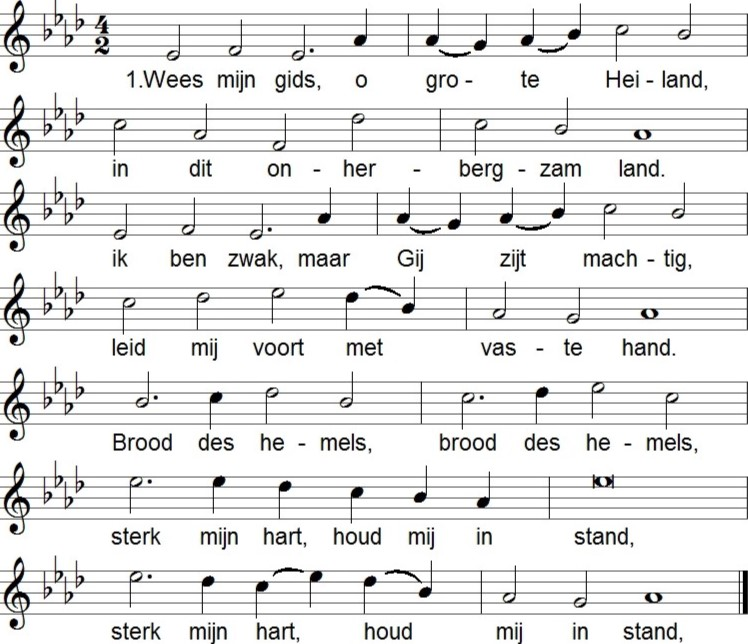 4
2
1.Wees mijn gids, o gro - te Hei - land,
in dit on - her - berg - zam land.
ik ben zwak, maar Gij zijt mach - tig,
leid mij voort met vas - te hand.
Brood des he - mels, brood des he - mels,
sterk mijn hart, houd mij in stand,
sterk mijn hart, houd mij in stand,